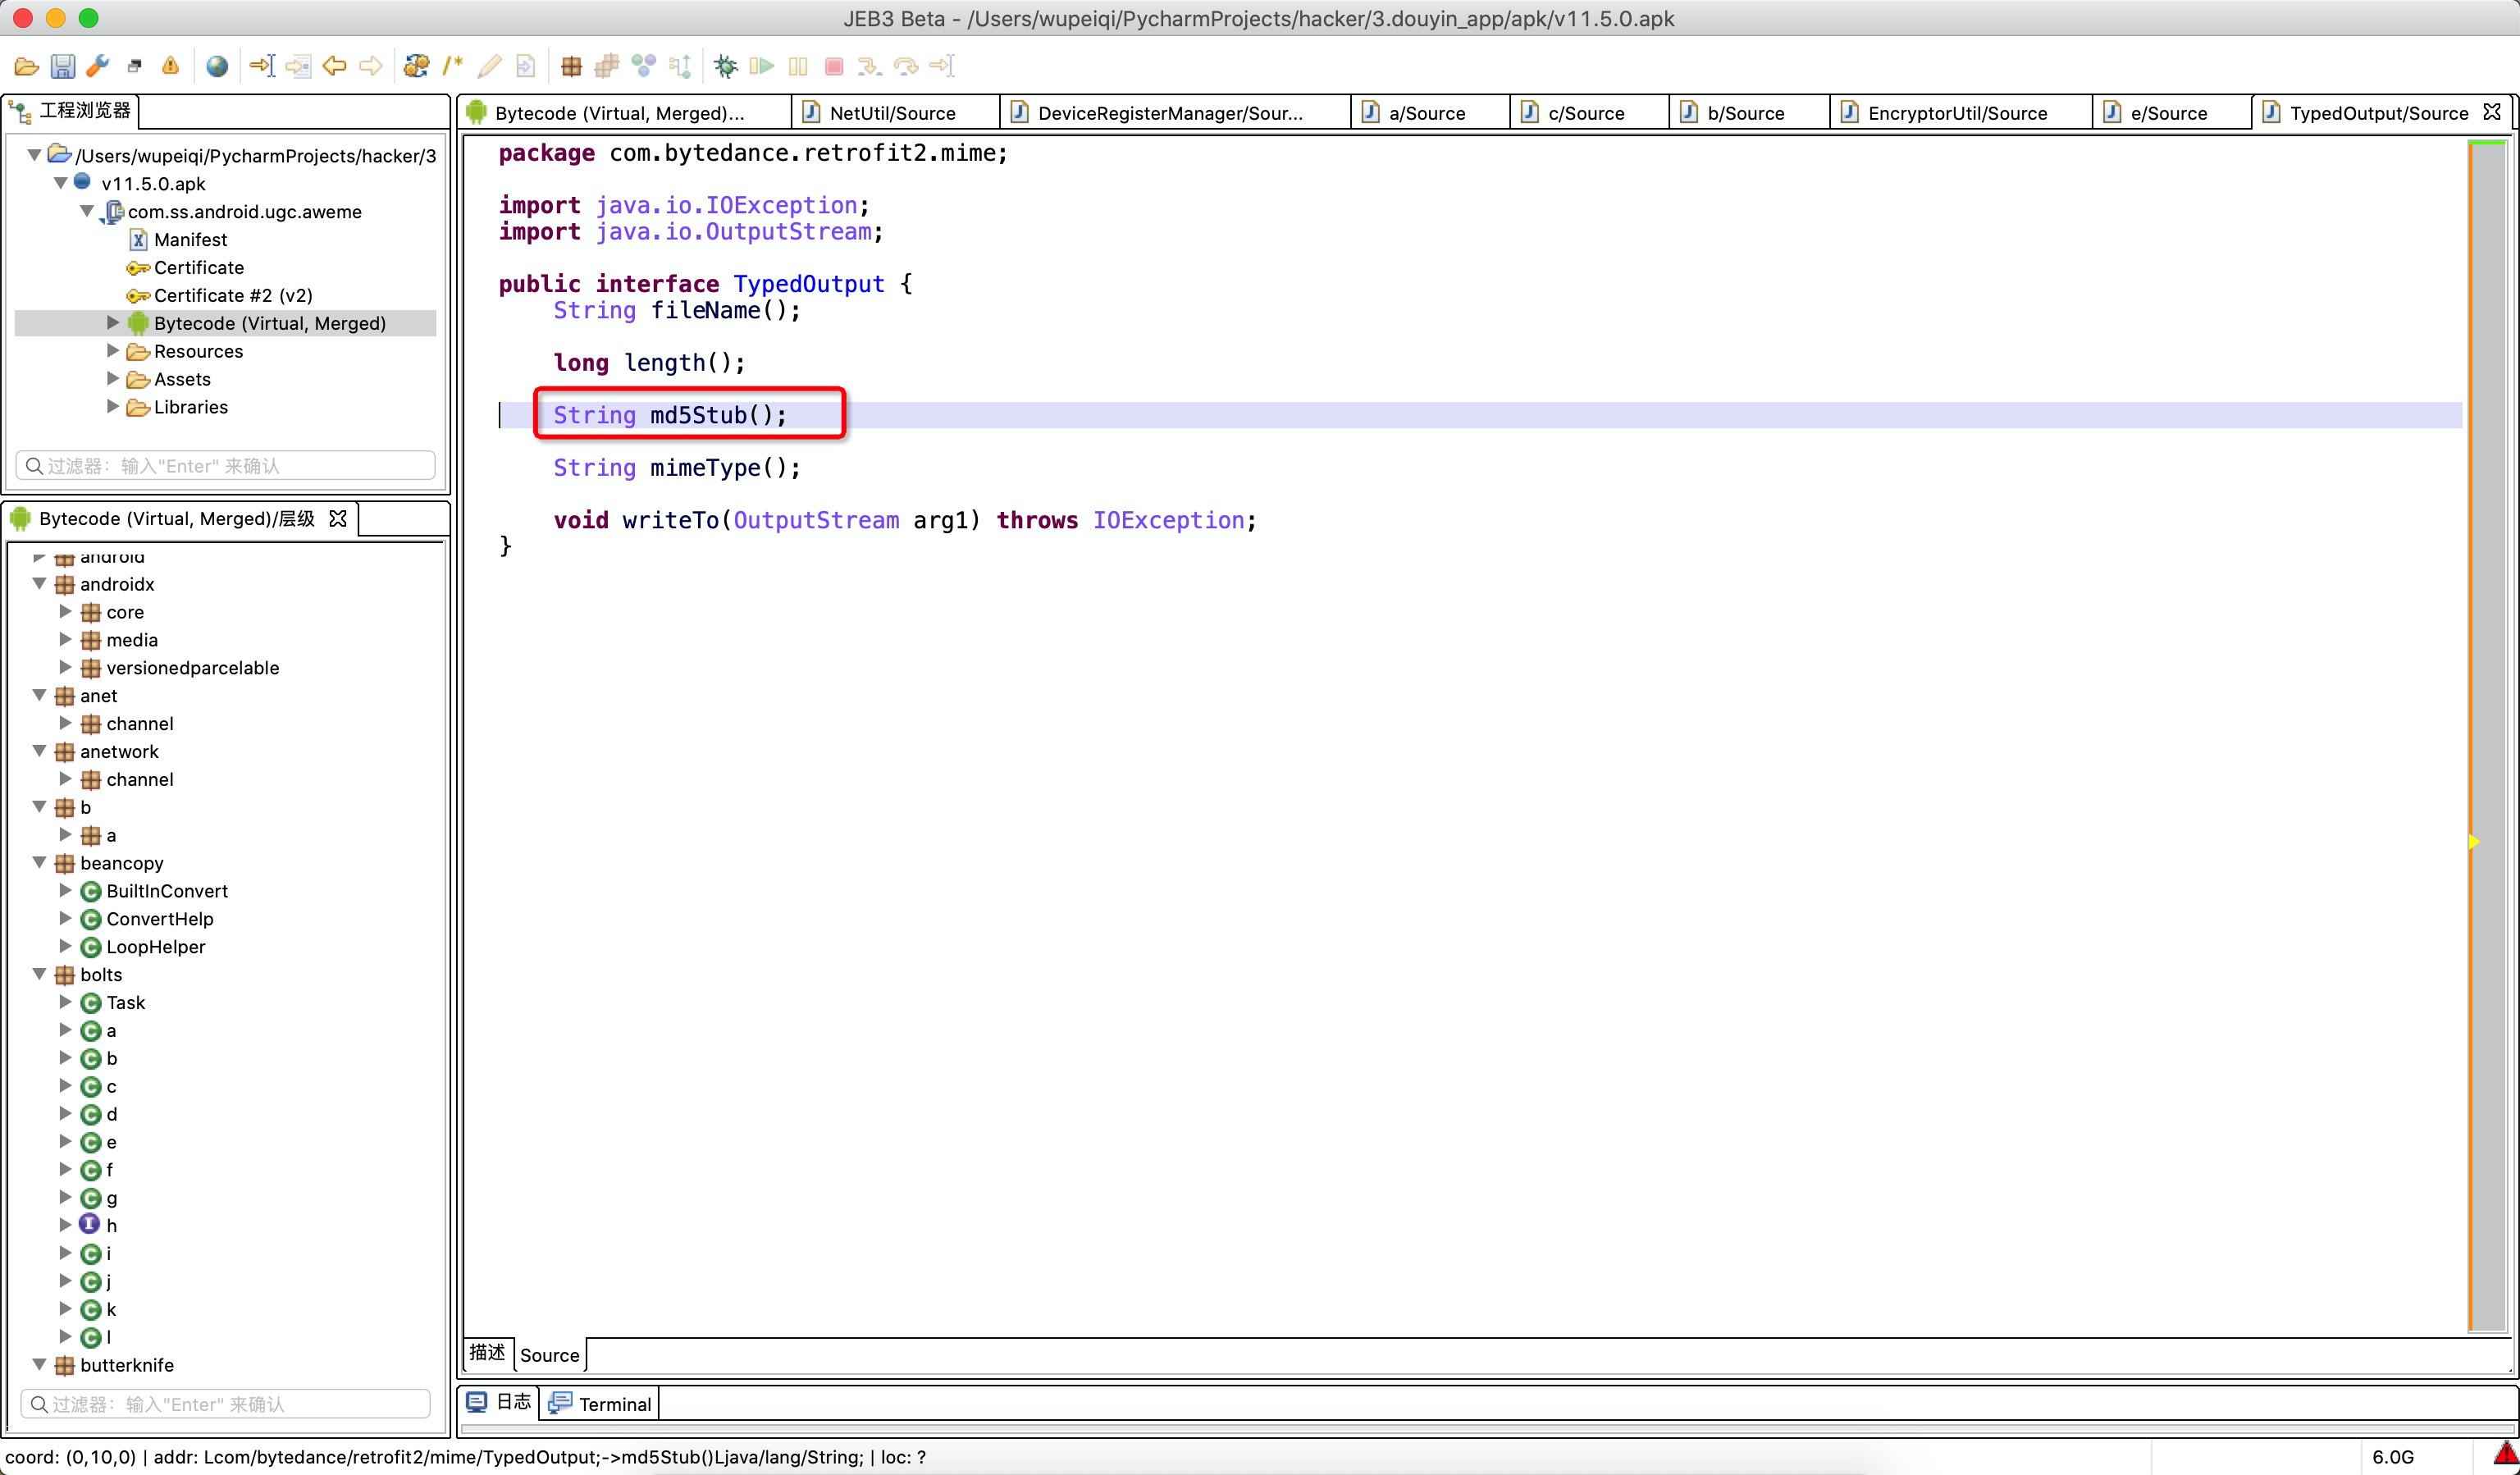 JEB3 Beta - /Users/wupeiqi/PycharmProjects/hacker/3.douyin_app/apk/v11.5.0.apk
工程浏览器
/Users/wupeiqi/PycharmProjects/hacker/3
v11.5.0.apk
com.ss.android.ugc.aweme
Manifest
Certificate
Certificate #2 (v2)
Bytecode (Virtual, Merged)
Resources
Assets
Libraries
过滤器：输入"Enter" 来确认
Bytecode (Virtual, Merged)/层级
android
androidx
core
media
versionedparcelable
anet
channel
anetwork
channel
b
a
beancopy
BuiltInConvert
ConvertHelp
LoopHelper
bolts
Task
a
b
c
d
e
f
g
h
i
j
k
l
butterknife
过滤器：输入"Enter" 来确认
Bytecode (Virtual, Merged)... NetUtil/Source DeviceRegisterManager/Sour... a/Source c/Source b/Source EncryptorUtil/Source e/Source TypedOutput/Source
package com.bytedance.retrofit2.mime;
import java.io.IOException;
import java.io.OutputStream;
public interface TypedOutput {
String fileName();
long length();
String md5Stub();
String mimeType();
void writeTo(OutputStream arg1) throws IOException;
}
描述 Source
日志 Terminal
coord: (0,10,0) | addr: Lcom/bytedance/retrofit2/mime/TypedOutput;->md5Stub()Ljava/lang/String; | loc: ? 6.0G